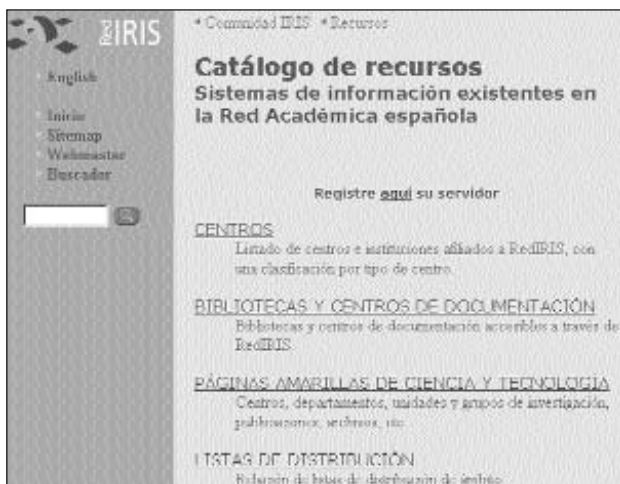 RedIRIS
English
Inicio
Sitemap
Webmaster
Buscador
Comunidad IRIS • Recursos
Catálogo de recursos
Sistemas de información existentes en
la Red Académica española
Registre aquí su servidor
CENTROS
Listado de centros e instituciones afiliados a RedIRIS, con
una clasificación por tipo de centro.
BIBLIOTECAS Y CENTROS DE DOCUMENTACIÓN
Bibliotecas y centros de documentación accesibles a través de
RedIRIS.
PÁGINAS AMARILLAS DE CIENCIA Y TECNOLOGIA
Centros, departamentos, unidades y grupos de investigación,
publicaciones, archivos, etc.
LISTAS DE DISTRIBUCIÓN
Relación de listas de distribución de ámbito